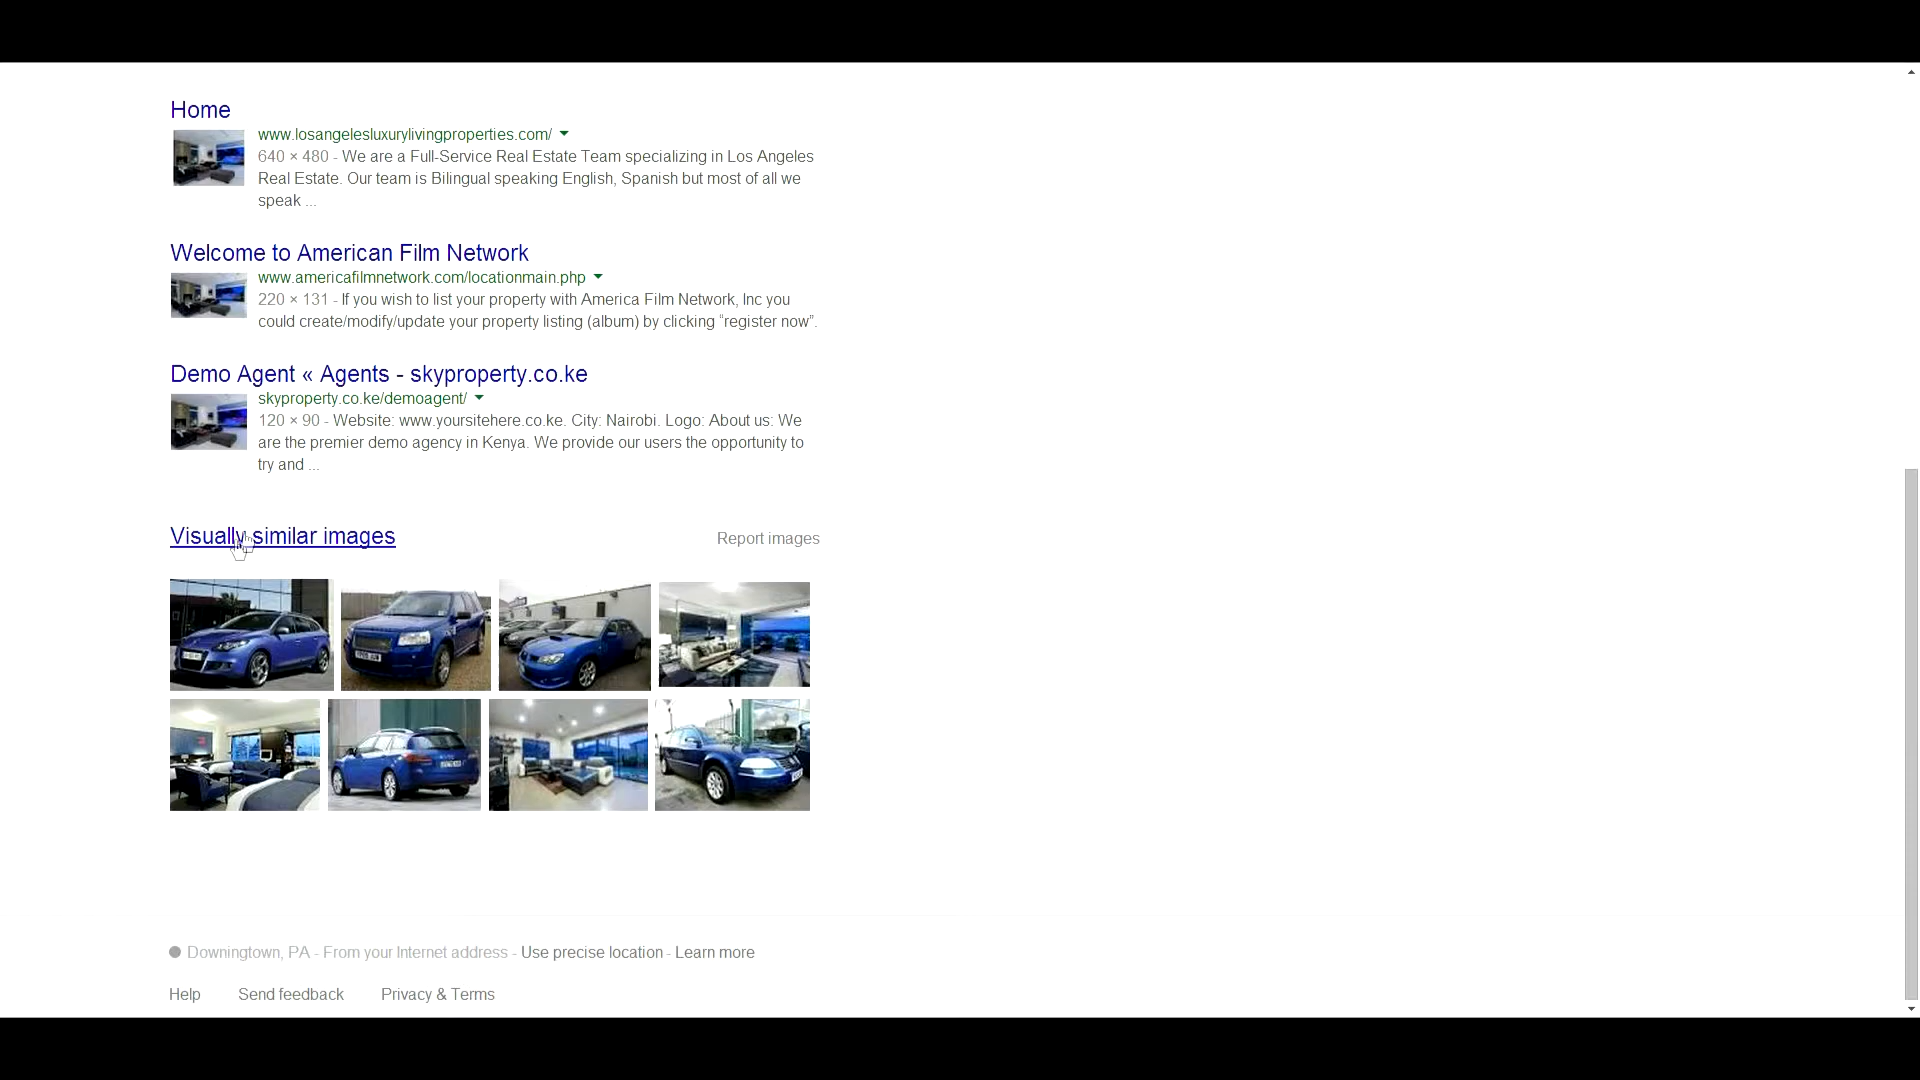 Home
www.losangelesluxurylivingproperties.com/
640 × 480 - We are a Full-Service Real Estate Team specializing in Los Angeles
Real Estate. Our team is Bilingual speaking English, Spanish but most of all we
speak ...
Welcome to American Film Network
www.americafilmnetwork.com/locationmain.php
220 × 131 - If you wish to list your property with America Film Network, Inc you
could create/modify/update your property listing (album) by clicking “register now”.
Demo Agent « Agents - skyproperty.co.ke
skyproperty.co.ke/demoagent/
120 × 90 - Website: www.yoursitehere.co.ke. City: Nairobi. Logo: About us: We
are the premier demo agency in Kenya. We provide our users the opportunity to
try and ...
Visually similar images
Report images
Downingtown, PA - From your Internet address - Use precise location - Learn more
Help Send feedback Privacy & Terms